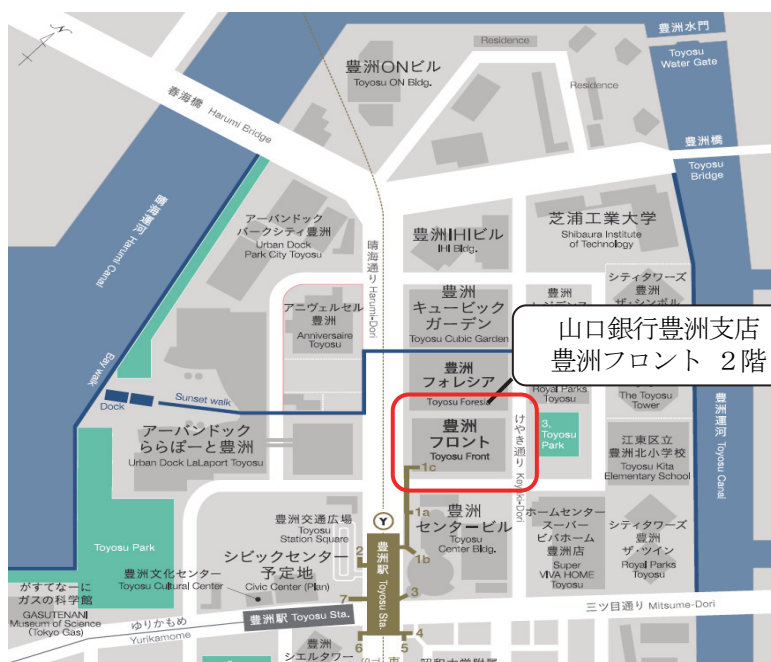 N
豊洲水門
Toyosu
Water Gate
Residence
豊洲ONビル
Toyosu ON Bldg.
Residence
春海橋 Harumi Bridge
豊洲橋
Toyosu
Bridge
晴海運河 Harumi Canal
アーバンドック
パークシティ豊洲
Urban Dock
Park City Toyosu
晴海通り Harumi-Dori
豊洲IHIビル
IHI Bldg.
芝浦工業大学
Shibaura Institute
of Technology
アニヴェルセル
豊洲
Anniversaire
Toyosu
豊洲
キュービック
ガーデン
Toyosu Cubic Garden
豊洲
シティタワーズ
豊洲
ザ・シンボル
山口銀行豊洲支店
豊洲フロント 2階
豊洲
フォレシア
Toyosu Foresia
Royal Parks
Toyosu
The Toyosu
Tower
Bay walk
Dock
Sunset walk
アーバンドック
ららぽーと豊洲
Urban Dock LaLaport Toyosu
豊洲
フロント
Toyosu Front
けやき通り Keyaki-Dori
3,
Toyosu
Park
江東区立
豊洲北小学校
Toyosu Kita
Elementary School
豊洲運河 Toyosu Canal
1c
1a
1b
Y
豊洲交通広場
Toyosu
Station Square
豊洲
センタービル
Toyosu
Center Bldg.
ホームセンター
スーパー
ビバホーム
豊洲店
Super
VIVA HOME
Toyosu
シティタワーズ
豊洲
ザ・ツイン
Royal Parks
Toyosu
Toyosu Park
2
シビックセンター
予定地
Civic Center (Plan)
豊洲文化センター
Toyosu Cultural Center
豊洲駅 Toyosu Sta.
がすてなーに
ガスの科学館
GASUTENANI
Museum of Science
(Tokyo Gas)
7
3
ゆりかもめ
Yurikamome
豊洲駅 Toyosu Sta.
三ツ目通り Mitsume-Dori
6
5
4
豊洲
シエルタワー